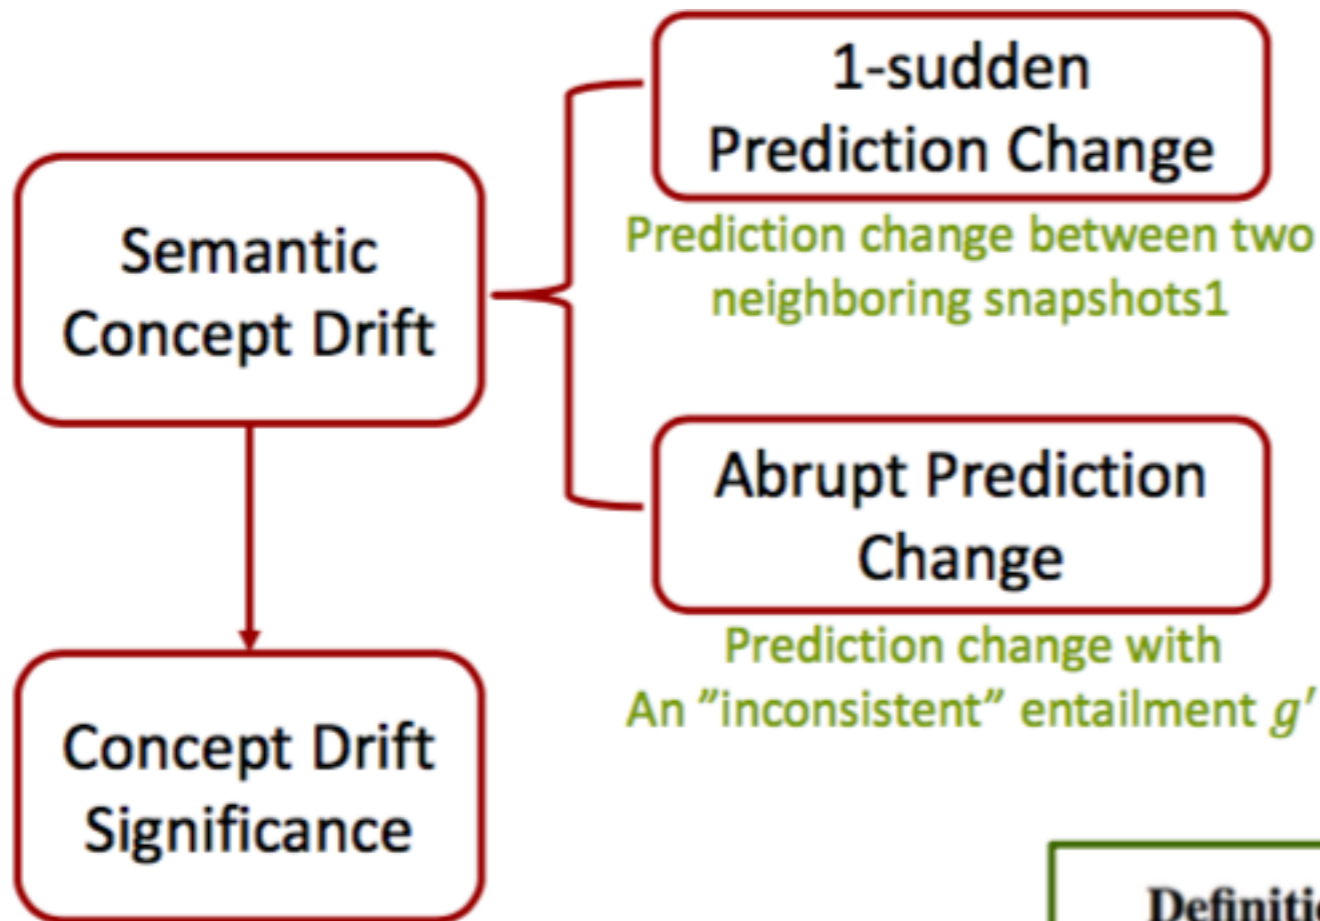 1-sudden
Prediction Change
Prediction change between two
neighboring snapshots1
Semantic
Concept Drift
Abrupt Prediction
Change
Prediction change with
An ”inconsistent” entailment g′
Concept Drift
Significance